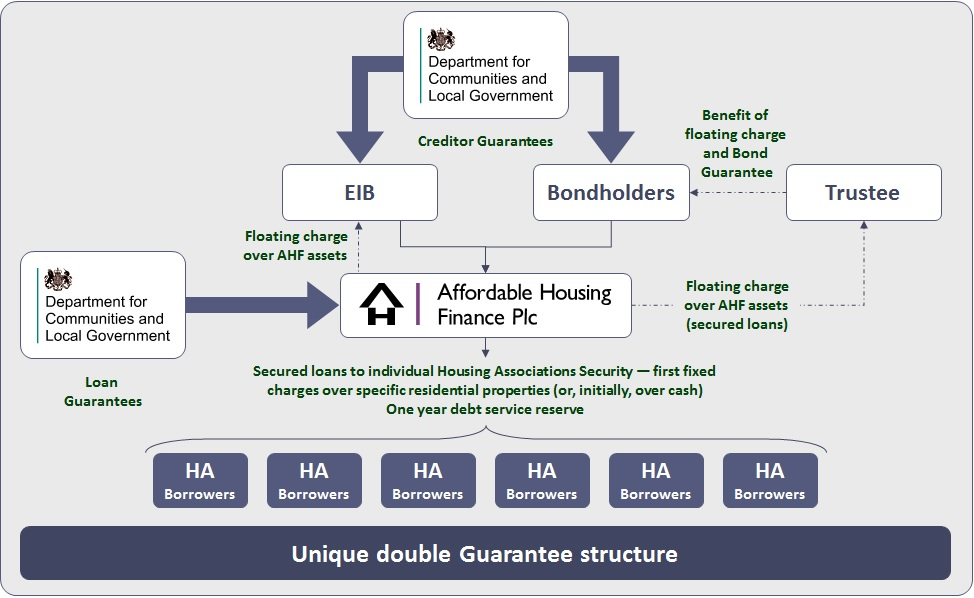 Department for
Communities and
Local Government
Creditor Guarantees
Benefit of
floating charge
and Bond
Guarantee
EIB
Bondholders
Trustee
Floating charge
over AHF assets
Department for
Communities and
Local Government
Loan
Guarantees
Affordable Housing
Finance Plc
Floating charge
over AHF assets
(secured loans)
Secured loans to individual Housing Associations Security — first fixed
charges over specific residential properties (or, initially, over cash)
One year debt service reserve
HA
Borrowers
HA
Borrowers
HA
Borrowers
HA
Borrowers
HA
Borrowers
HA
Borrowers
Unique double Guarantee structure